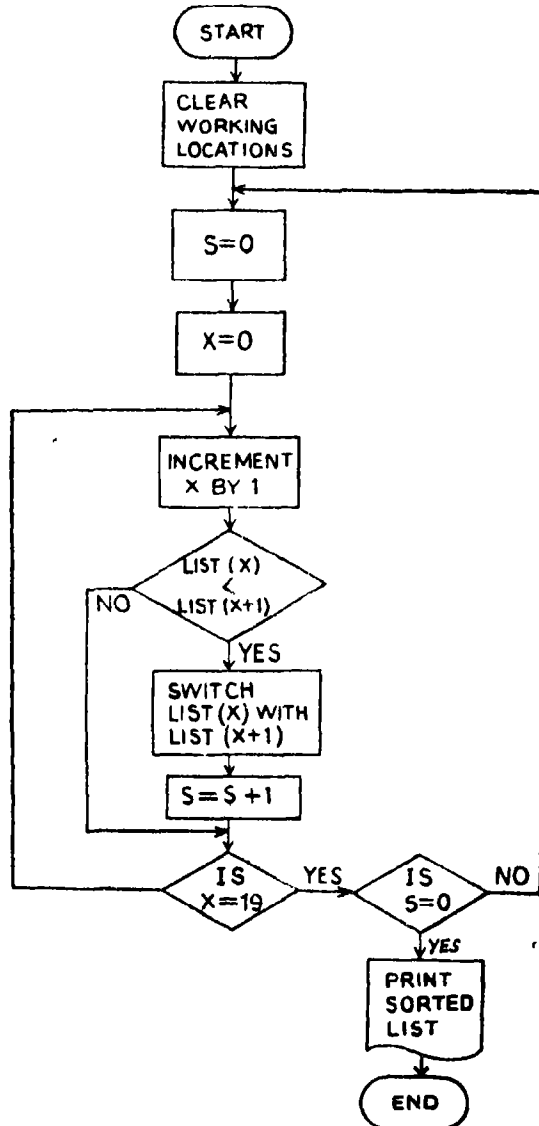 START
CLEAR
WORKING
LOCATIONS
S=0
X=0
INCREMENT
X BY 1
LIST (X)
<
LIST (X+1)
NO
YES
SWITCH
LIST (X) WITH
LIST (X+1)
S=S+1
IS
X=19
YES
IS
S=0
NO
YES
PRINT
SORTED
LIST
END